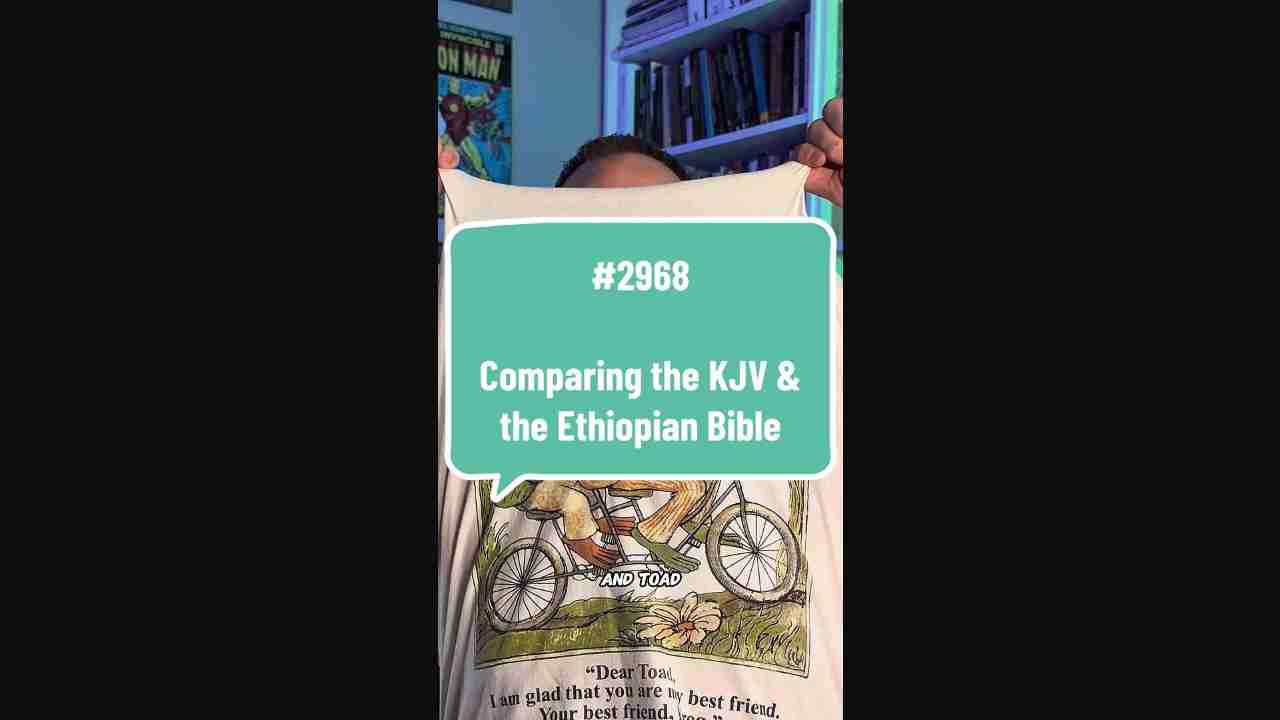 INVINCIBLE
ON MAN
#2968
Comparing the KJV &
the Ethiopian Bible
AND TOAD
“Dear Toad,
I am glad that you are my best friend.
Your best friend,